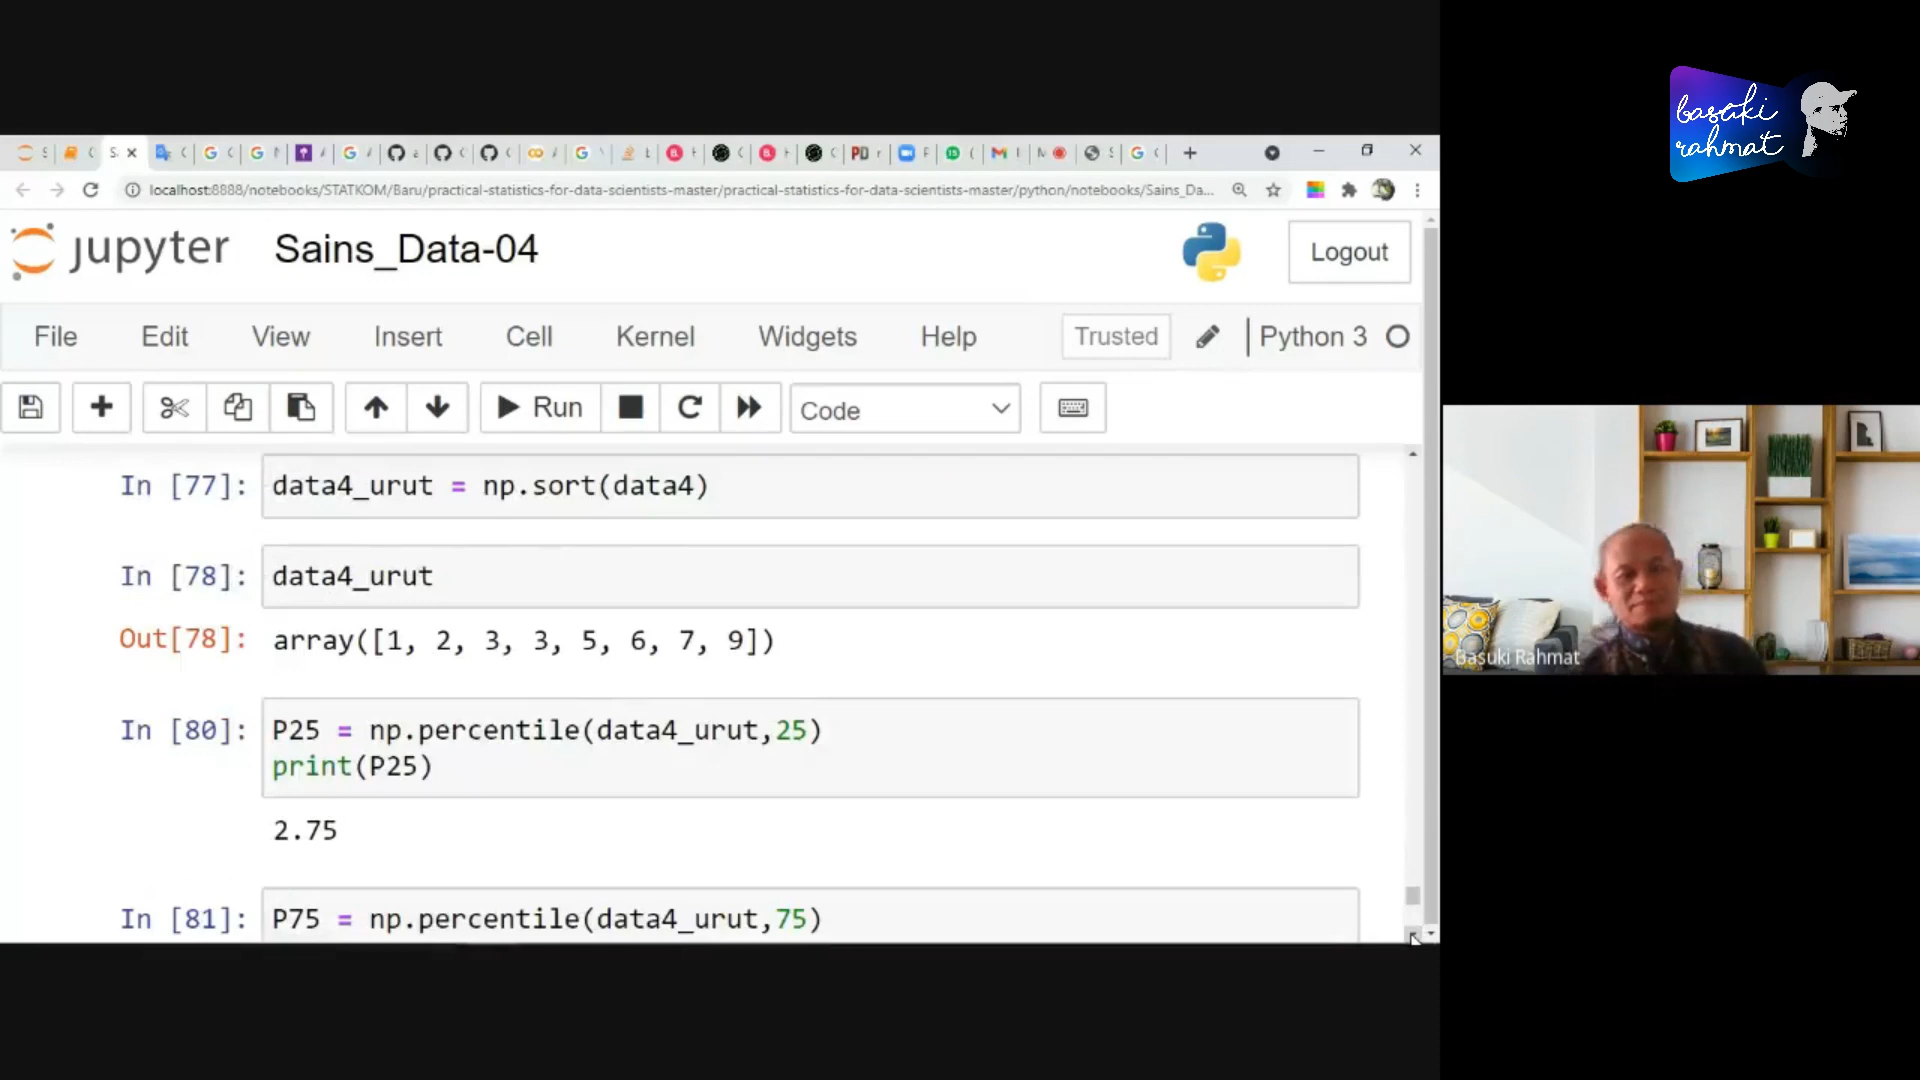 basuki
rahmat
localhost:8888/notebooks/STATKOM/Baru/practical-statistics-for-data-scientists-master/practical-statistics-for-data-scientists-master/python/notebooks/Sains_Da...
jupyter Sains_Data-04
Logout
File Edit View Insert Cell Kernel Widgets Help Trusted Python 3
Run Code
In [77]: data4_urut = np.sort(data4)
In [78]: data4_urut
Out[78]: array([1, 2, 3, 3, 5, 6, 7, 9])
In [80]: P25 = np.percentile(data4_urut,25)
print(P25)
2.75
In [81]: P75 = np.percentile(data4_urut,75)
Basuki Rahmat